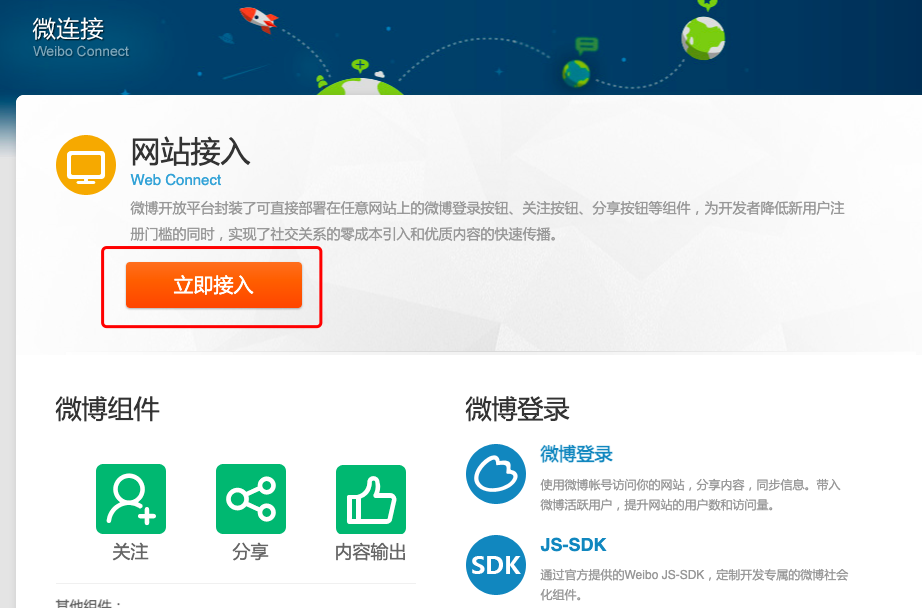 微连接
Weibo Connect
网站接入
Web Connect
微博开放平台封装了可直接部署在任意网站上的微博登录按钮、关注按钮、分享按钮等组件，为开发者降低新用户注
册门槛的同时，实现了社交关系的零成本引入和优质内容的快速传播。
立即接入
微博组件
关注
分享
内容输出
其他组件：
微博登录
微博登录
使用微博帐号访问你的网站，分享内容，同步信息。带入
微博活跃用户，提升网站的用户数和访问量。
SDK
JS-SDK
通过官方提供的Weibo JS-SDK，定制开发专属的微博社会
化组件。